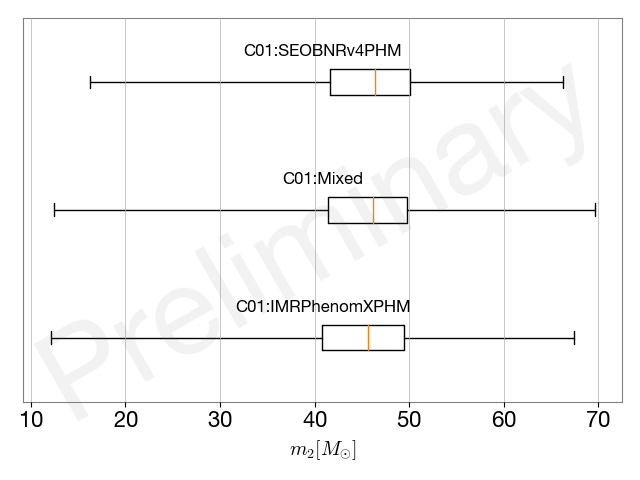 C01:SEOBNRv4PHM
C01:Mixed
C01:IMRPhenomXPHM
Preliminary
10 20 30 40 50 60 70
m₂[M⊙]